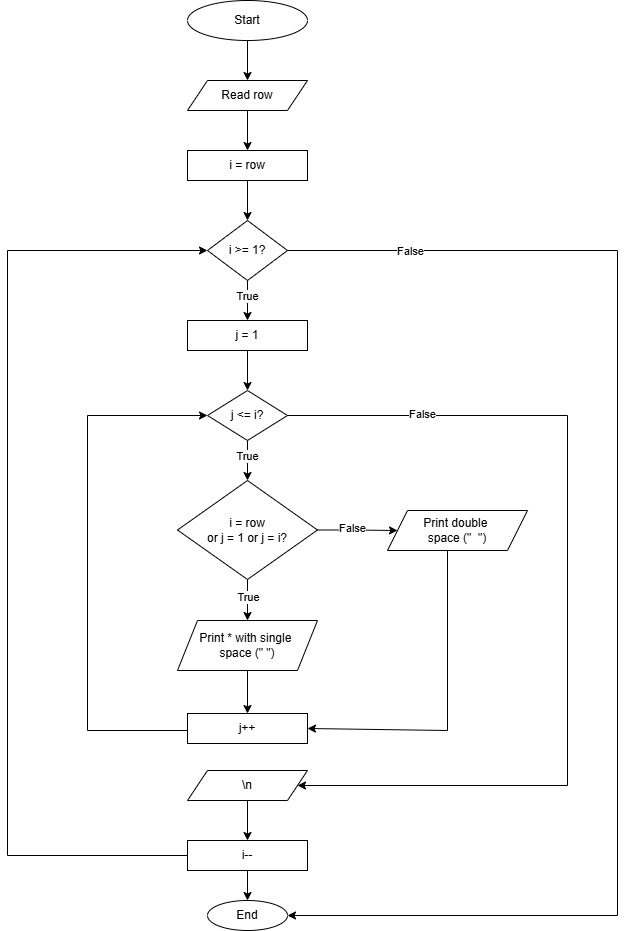 Start
Read row
i = row
i >= 1?
False
True
j = 1
j <= i?
False
True
i = row
or j = 1 or j = i?
False
Print double
space ("  ")
True
Print * with single
space (" ")
j++
\n
i--
End